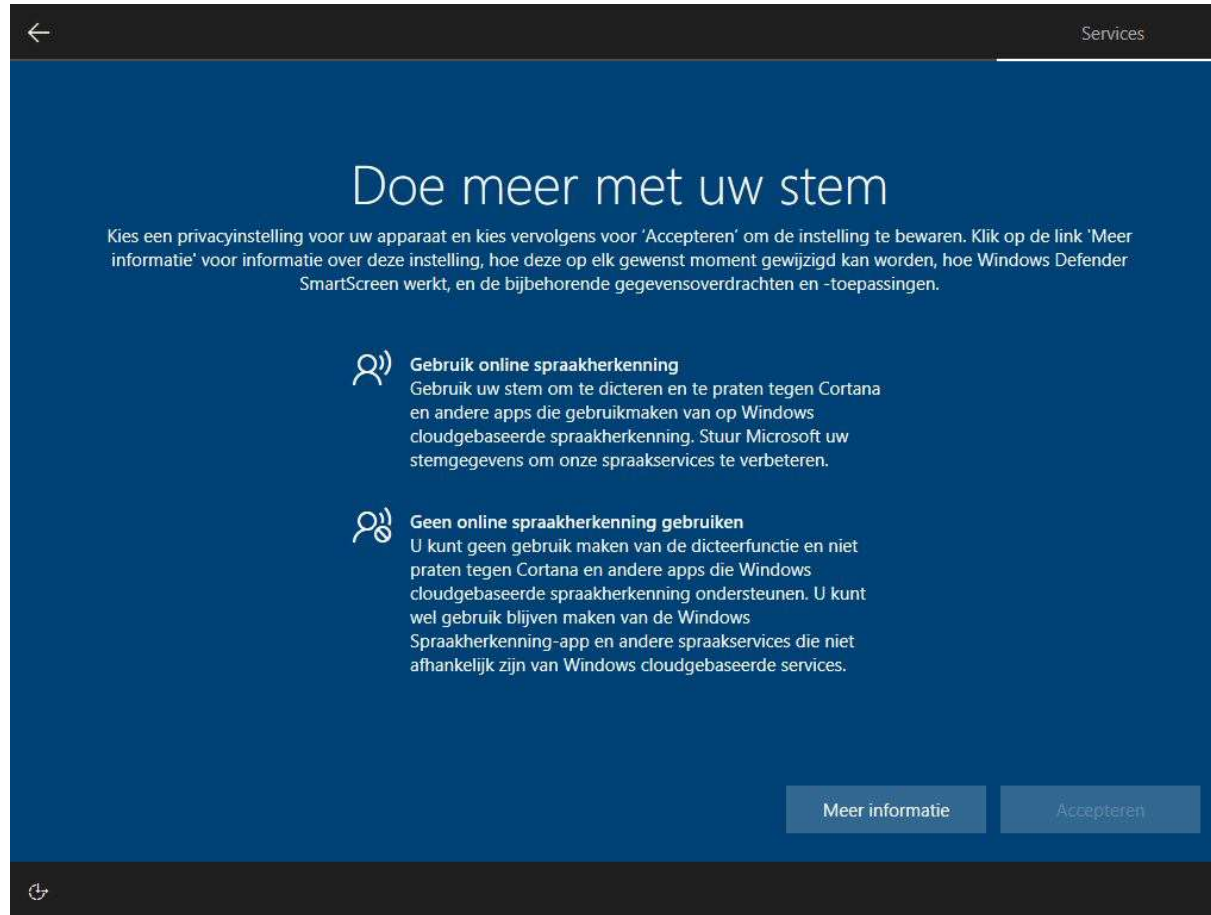 Services
Doe meer met uw stem
Kies een privacyinstelling voor uw apparaat en kies vervolgens voor 'Accepteren' om de instelling te bewaren. Klik op de link 'Meer
informatie' voor informatie over deze instelling, hoe deze op elk gewenst moment gewijzigd kan worden, hoe Windows Defender
SmartScreen werkt, en de bijbehorende gegevensoverdrachten en -toepassingen.
Gebruik online spraakherkenning
Gebruik uw stem om te dicteren en te praten tegen Cortana
en andere apps die gebruikmaken van op Windows
cloudgebaseerde spraakherkenning. Stuur Microsoft uw
stemgegevens om onze spraakservices te verbeteren.
Geen online spraakherkenning gebruiken
U kunt geen gebruik maken van de dicteerfunctie en niet
praten tegen Cortana en andere apps die Windows
cloudgebaseerde spraakherkenning ondersteunen. U kunt
wel gebruik blijven maken van de Windows
Spraakherkenning-app en andere spraakservices die niet
afhankelijk zijn van Windows cloudgebaseerde services.
Meer informatie
Accepteren